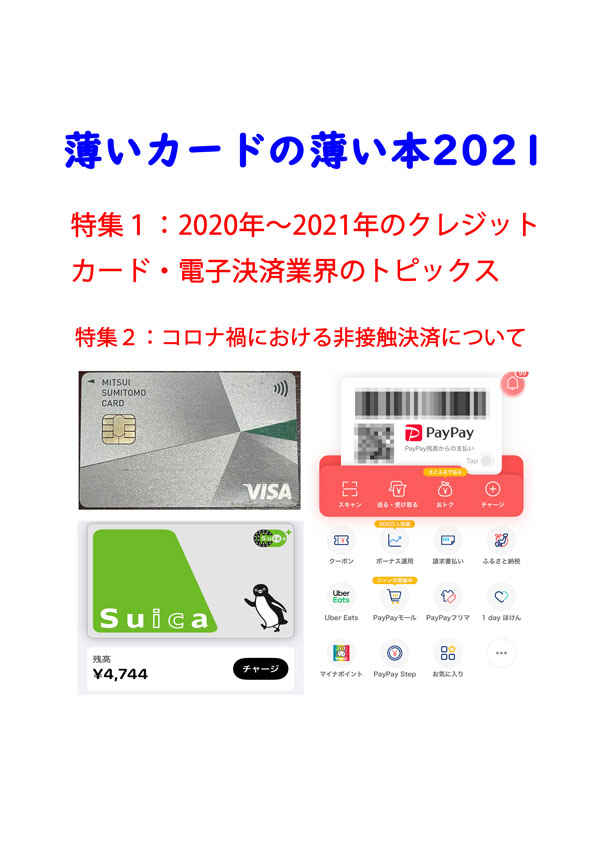 薄いカードの薄い本2021
特集１：2020年～2021年のクレジット
カード・電子決済業界のトピックス
特集２：コロナ禍における非接触決済について
MITSUI
SUMITOMO
CARD
VISA
Suica
Suica
残高
¥4,744
チャージ
PayPay
PayPay残高からの支払い
Tap
スキャン 送る・受け取る おトク チャージ
クーポン ボーナス運用 請求書払い ふるさと納税
Uber
Eats
Uber Eats PayPayモール PayPayフリマ 1 day ほけん
マイナポイント PayPay Step お気に入り